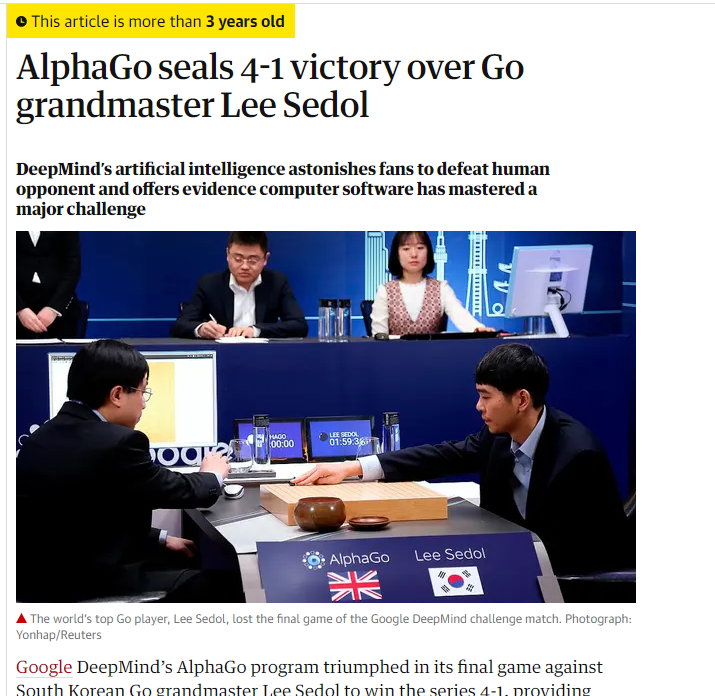 This article is more than 3 years old
AlphaGo seals 4-1 victory over Go
grandmaster Lee Sedol
DeepMind's artificial intelligence astonishes fans to defeat human
opponent and offers evidence computer software has mastered a
major challenge
HAGO
00:00
LEE SEDOL
01:59:36
AlphaGo
Lee Sedol
The world's top Go player, Lee Sedol, lost the final game of the Google DeepMind challenge match. Photograph:
Yonhap/Reuters
Google DeepMind's AlphaGo program triumphed in its final game against
South Korean Go grandmaster Lee Sedol to win the series 4-1, providing